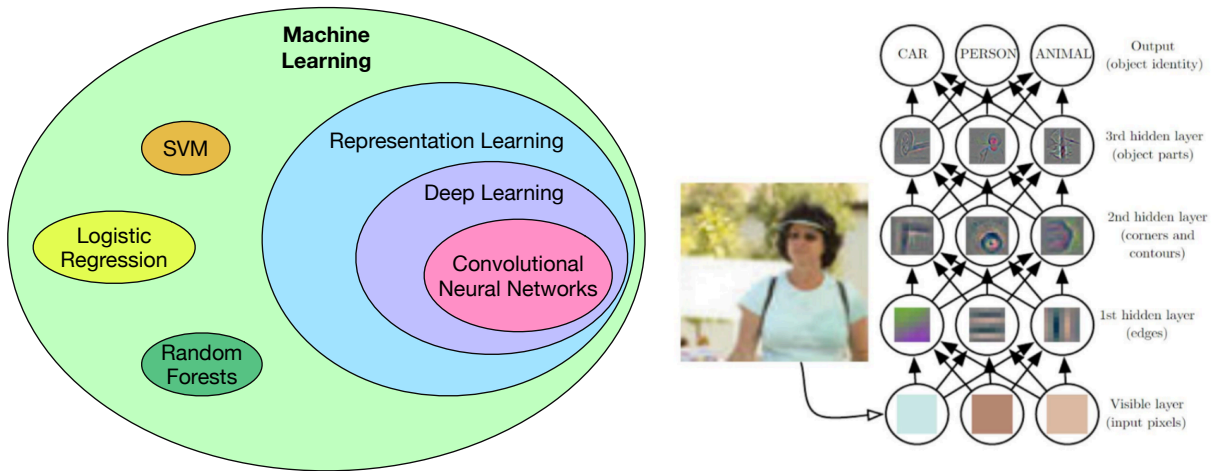 Machine
Learning
Representation Learning
Deep Learning
Convolutional
Neural Networks
SVM
Logistic
Regression
Random
Forests
CAR
PERSON
ANIMAL
Output
(object identity)
3rd hidden layer
(object parts)
2nd hidden layer
(corners and
contours)
1st hidden layer
(edges)
Visible layer
(input pixels)